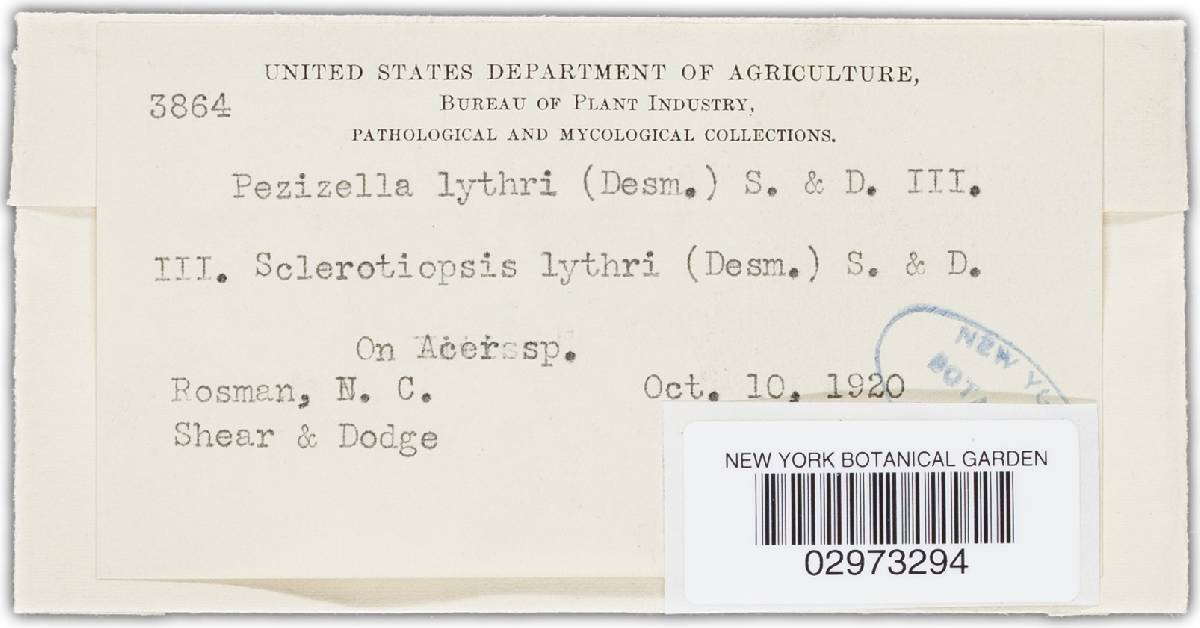 UNITED STATES DEPARTMENT OF AGRICULTURE,
3864
BUREAU OF PLANT INDUSTRY,
PATHOLOGICAL AND MYCOLOGICAL COLLECTIONS.
Pezizella lythri (Desm.) S. & D. III.
III. Sclerotiopsis lythri (Desm.) S. & D.
On Acer sp.
Rosman, N. C. Oct. 10, 1920
Shear & Dodge
NEW
NEW YORK BOTANICAL GARDEN
02973294